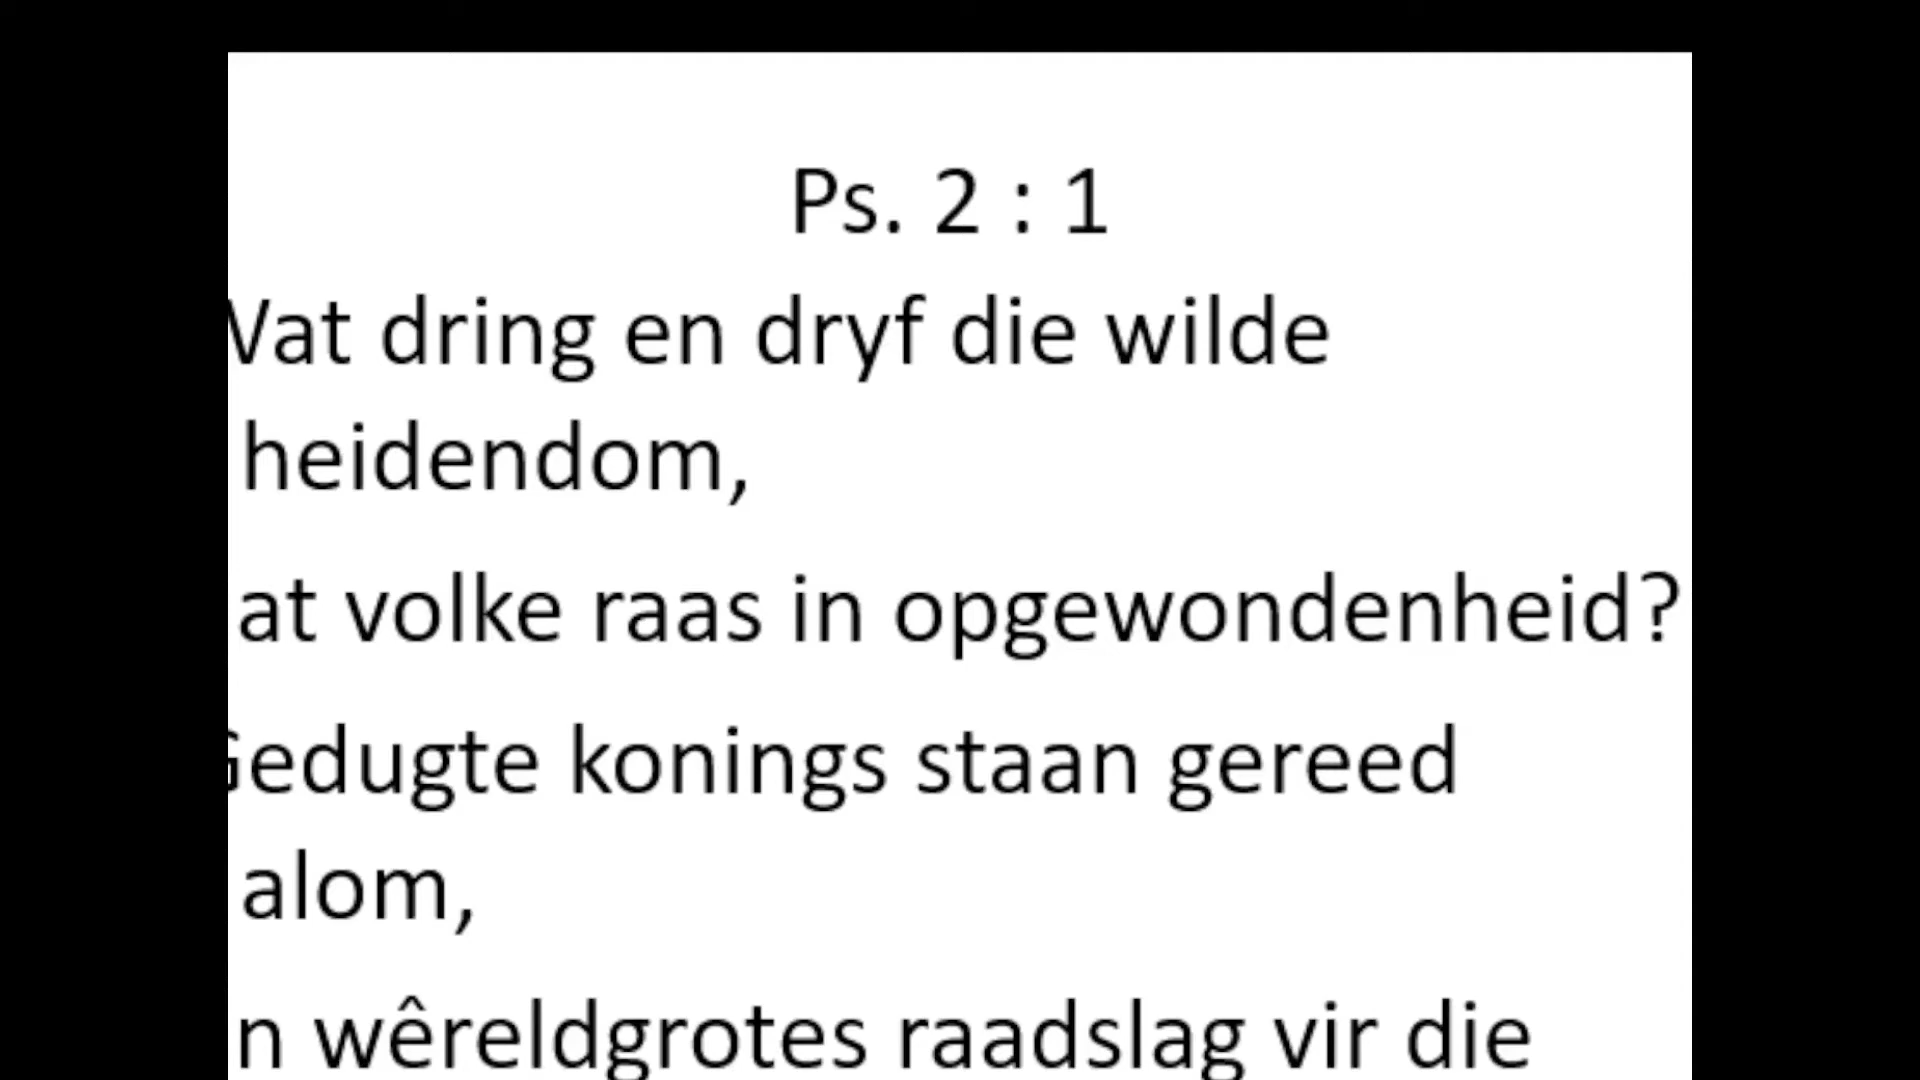 Ps. 2 : 1
Wat dring en dryf die wilde
heidendom,
at volke raas in opgewondenheid?
Gedugte konings staan gereed
alom,
n wêreldgrotes raadslag vir die